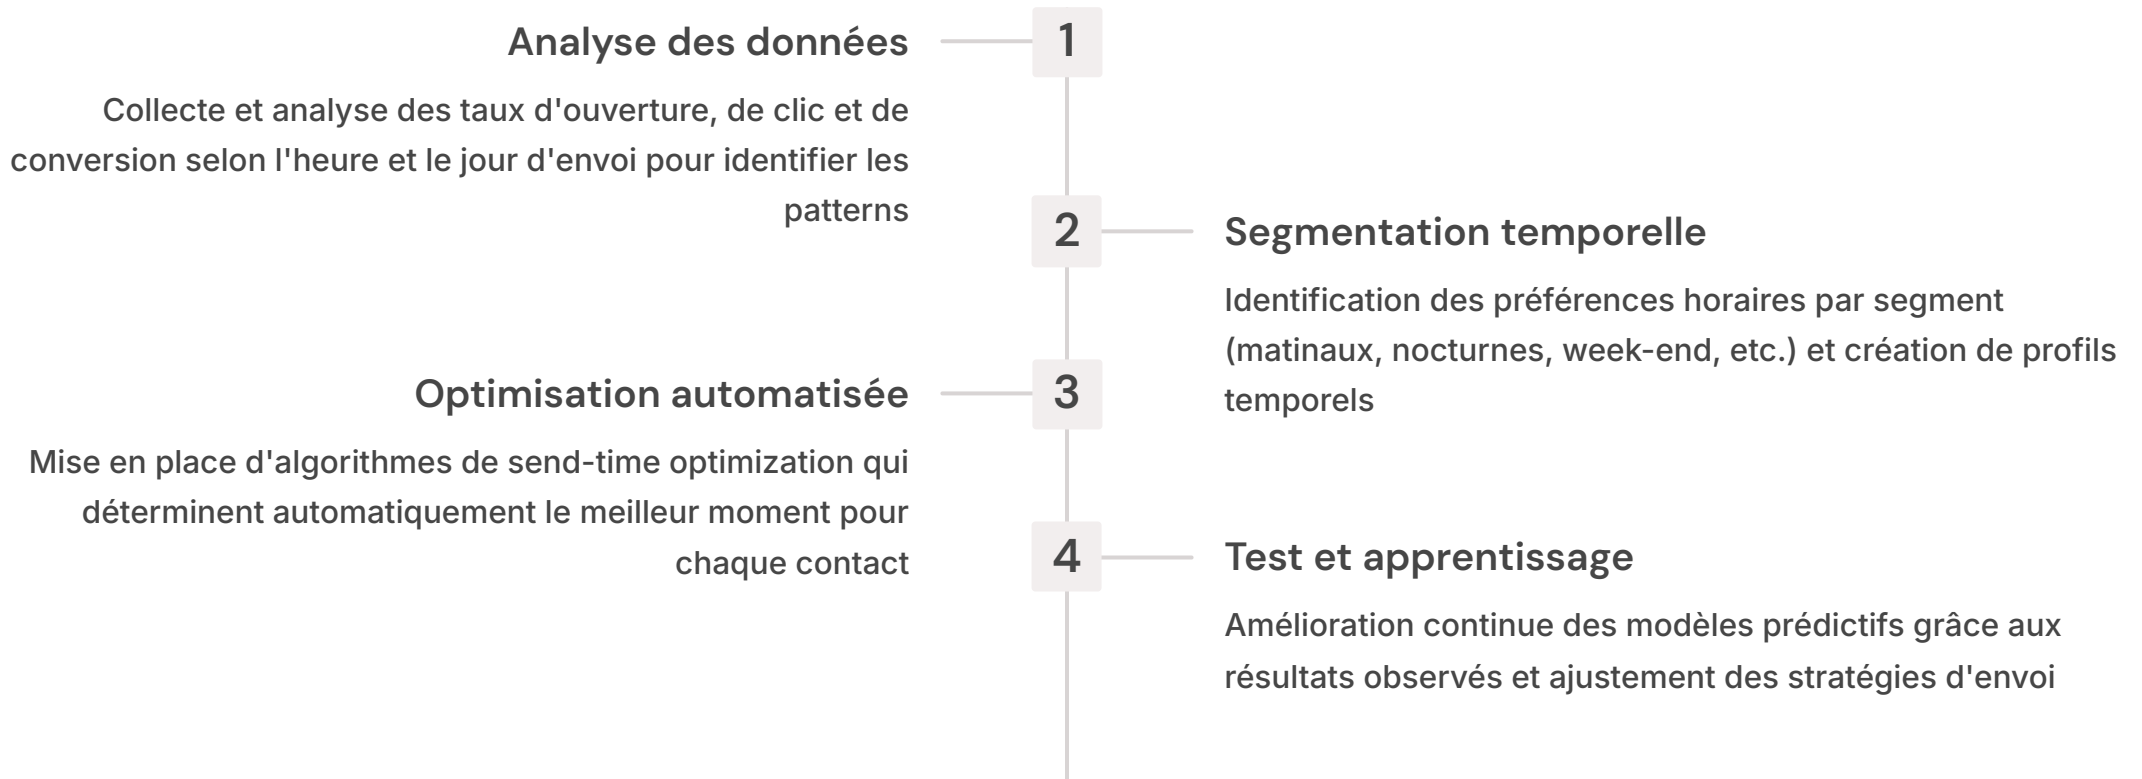 1
Analyse des données
Collecte et analyse des taux d'ouverture, de clic et de
conversion selon l'heure et le jour d'envoi pour identifier les
patterns
2
Segmentation temporelle
Identification des préférences horaires par segment
(matinaux, nocturnes, week-end, etc.) et création de profils
temporels
3
Optimisation automatisée
Mise en place d'algorithmes de send-time optimization qui
déterminent automatiquement le meilleur moment pour
chaque contact
4
Test et apprentissage
Amélioration continue des modèles prédictifs grâce aux
résultats observés et ajustement des stratégies d'envoi